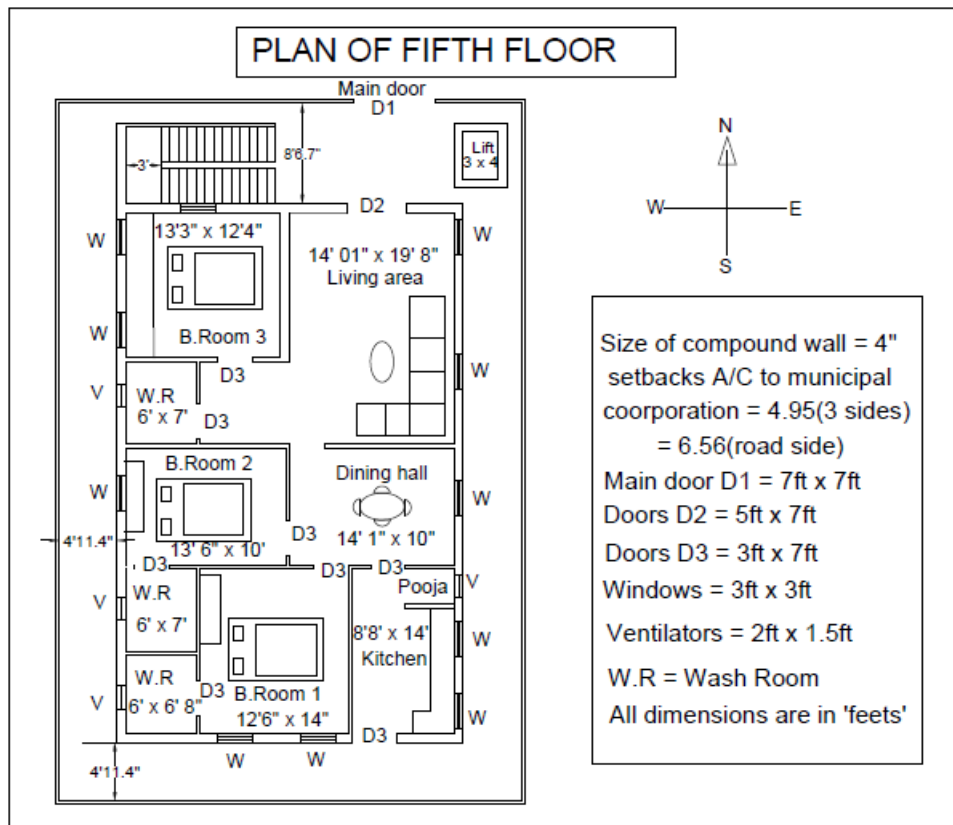 PLAN OF FIFTH FLOOR
Main door
D1
N
W
E
S
3'
8'6.7"
Lift
3 x 4
D2
13'3" x 12'4"
W
W
B.Room 3
D3
14' 01" x 19' 8"
Living area
W
W
V
W.R
6' x 7'
D3
B.Room 2
W
13' 6" x 10'
D3
Dining hall
14' 1" x 10"
W
4'11.4"
D3
D3
D3
Pooja
V
W.R
6' x 7'
V
8'8' x 14'
Kitchen
W
W
W.R
6' x 6' 8"
V
D3
B.Room 1
12'6" x 14"
D3
W
W
4'11.4"
Size of compound wall = 4"
setbacks A/C to municipal
coorporation = 4.95(3 sides)
= 6.56(road side)
Main door D1 = 7ft x 7ft
Doors D2 = 5ft x 7ft
Doors D3 = 3ft x 7ft
Windows = 3ft x 3ft
Ventilators = 2ft x 1.5ft
W.R = Wash Room
All dimensions are in 'feets'